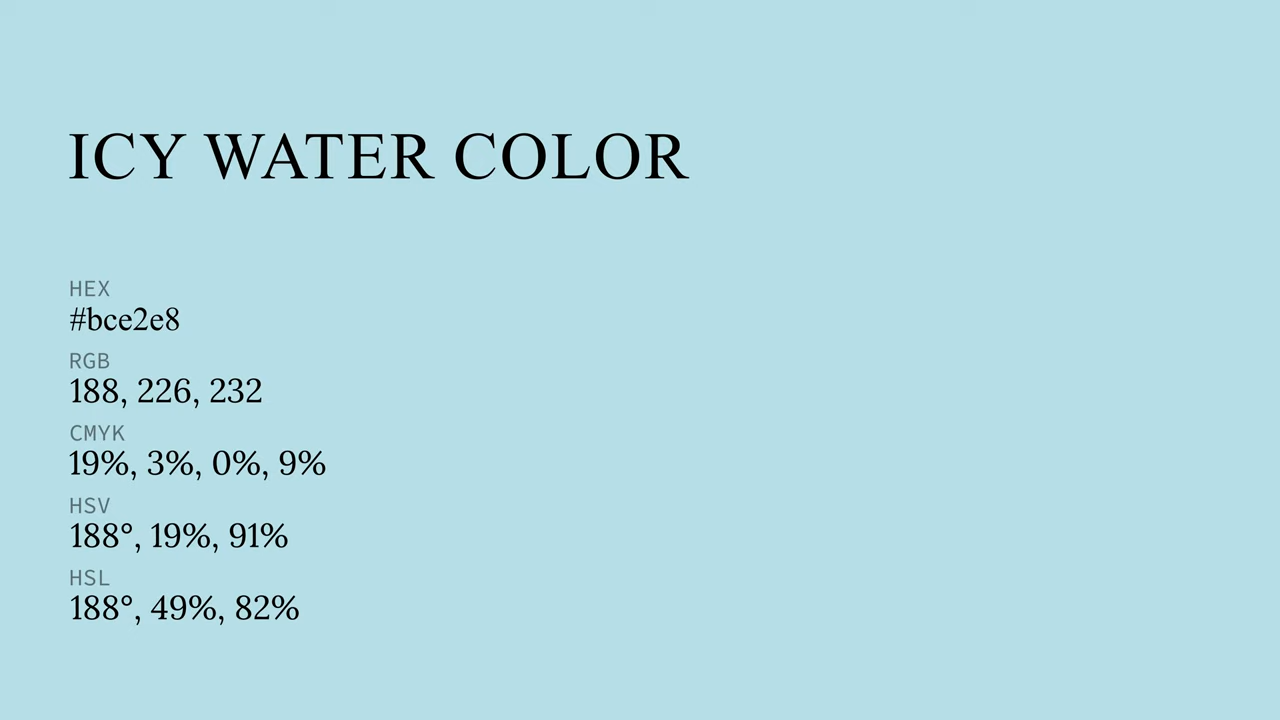 ICY WATER COLOR
HEX
#bce2e8
RGB
188, 226, 232
CMYK
19%, 3%, 0%, 9%
HSV
188°, 19%, 91%
HSL
188°, 49%, 82%